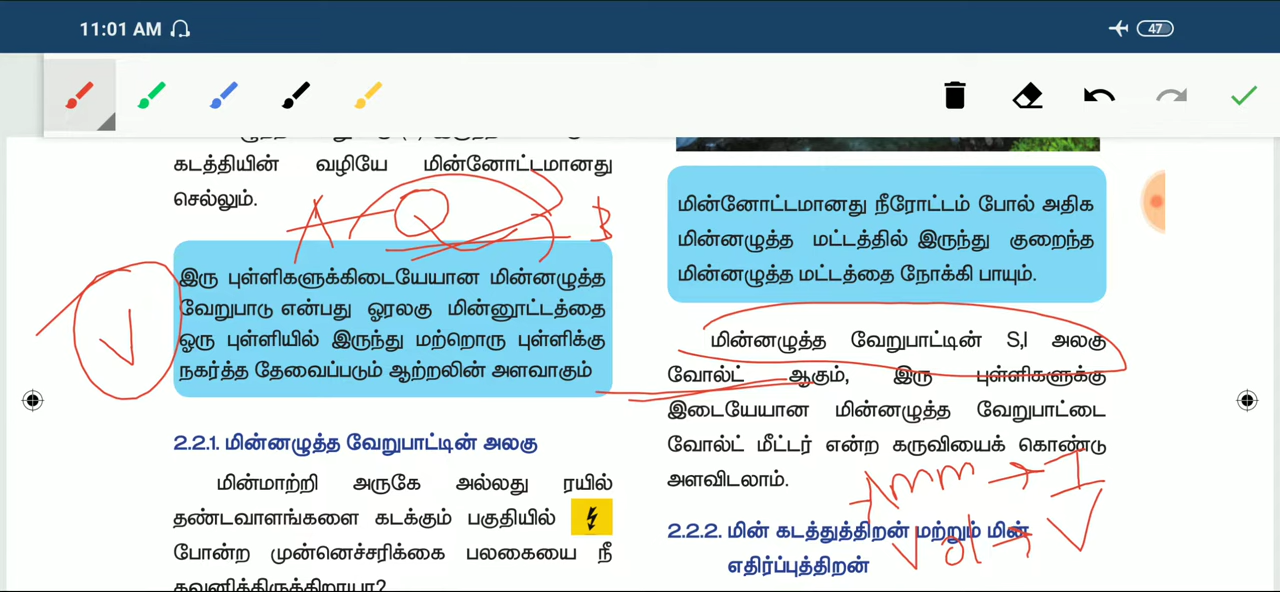 11:01 AM
47
கடத்தியின் வழியே மின்னோட்டமானது
செல்லும்.
A Q B
V
இரு புள்ளிகளுக்கிடையேயான மின்னழுத்த
வேறுபாடு என்பது ஓரலகு மின்னூட்டத்தை
ஒரு புள்ளியில் இருந்து மற்றொரு புள்ளிக்கு
நகர்த்த தேவைப்படும் ஆற்றலின் அளவாகும்
2.2.1. மின்னழுத்த வேறுபாட்டின் அலகு
மின்மாற்றி அருகே அல்லது ரயில்
தண்டவாளங்களை கடக்கும் பகுதியில்
போன்ற முன்னெச்சரிக்கை பலகையை நீ
கவனித்திருக்கிறாயா?
மின்னோட்டமானது நீரோட்டம் போல் அதிக
மின்னழுத்த மட்டத்தில் இருந்து குறைந்த
மின்னழுத்த மட்டத்தை நோக்கி பாயும்.
மின்னழுத்த வேறுபாட்டின் S,I அலகு
வோல்ட் ஆகும், இரு புள்ளிகளுக்கு
இடையேயான மின்னழுத்த வேறுபாட்டை
வோல்ட் மீட்டர் என்ற கருவியைக் கொண்டு
அளவிடலாம்.
Amm → I
Vol → V
2.2.2. மின் கடத்துத்திறன் மற்றும் மின்
எதிர்ப்புத்திறன்